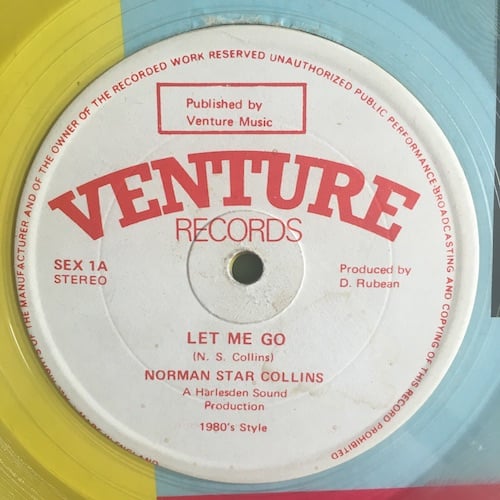 OF THE MANUFACTURER AND OF THE OWNER OF THE RECORDED WORK RESERVED UNAUTHORIZED PUBLIC PERFORMANCE BROADCASTING AND COPYING OF THIS RECORD PROHIBITED
Published by
Venture Music
VENTURE
RECORDS
SEX 1A
STEREO
Produced by
D. Rubean
LET ME GO
(N. S. Collins)
NORMAN STAR COLLINS
A Harlesden Sound
Production
1980's Style